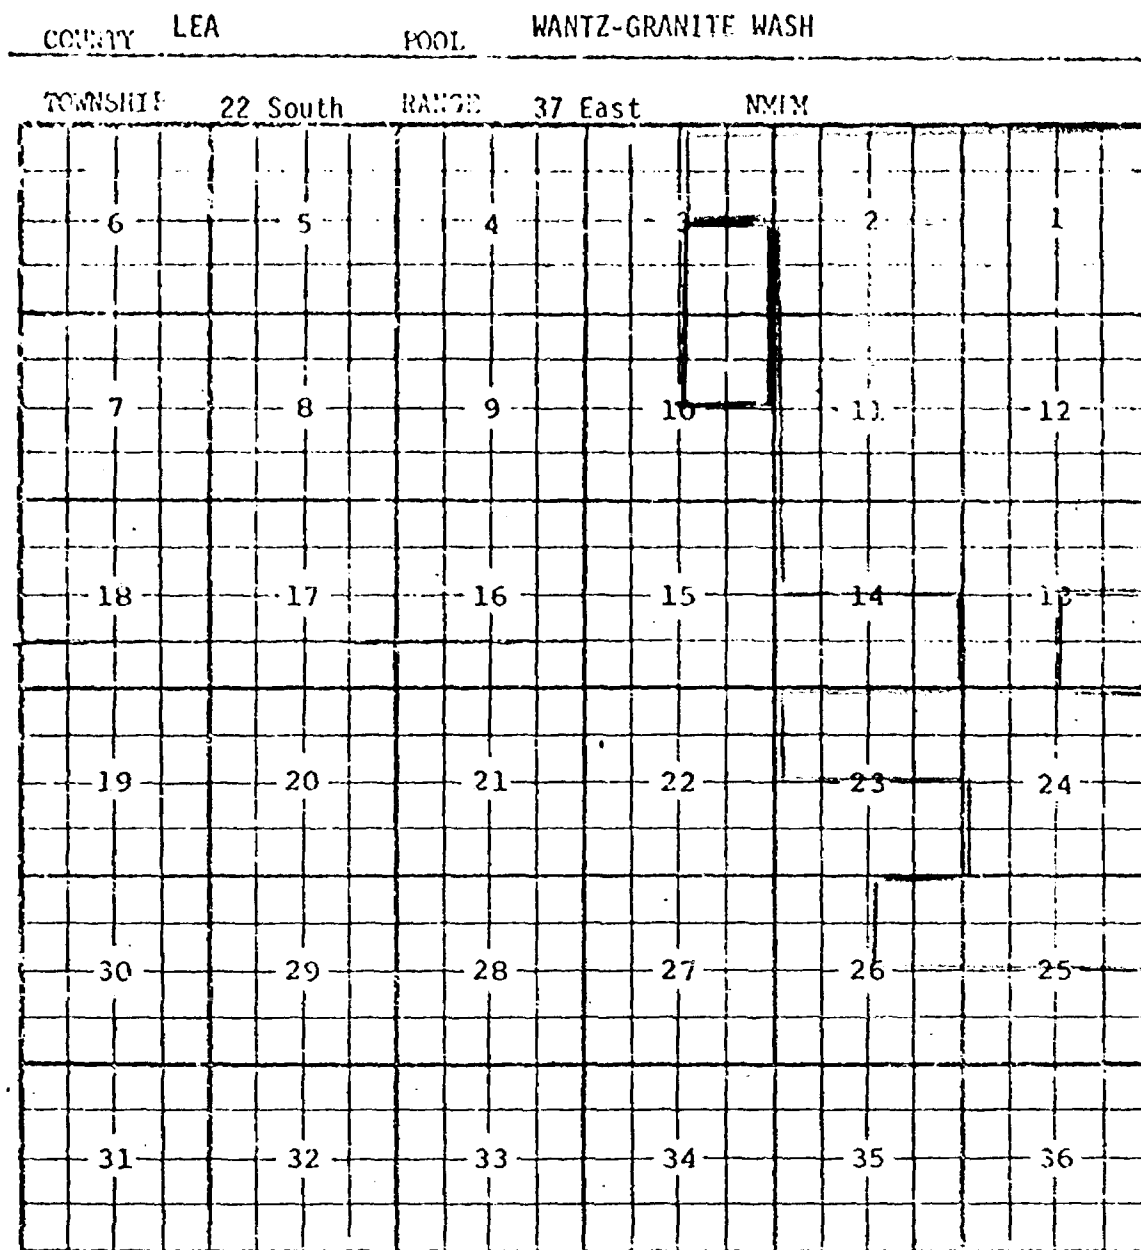 COUNTY LEA POOL WANTZ-GRANITE WASH
TOWNSHIP 22 South RANGE 37 East NMPM
6 5 4 3 2 1
7 8 9 10 11 12
18 17 16 15 14 13
19 20 21 22 23 24
30 29 28 27 26 25
31 32 33 34 35 36